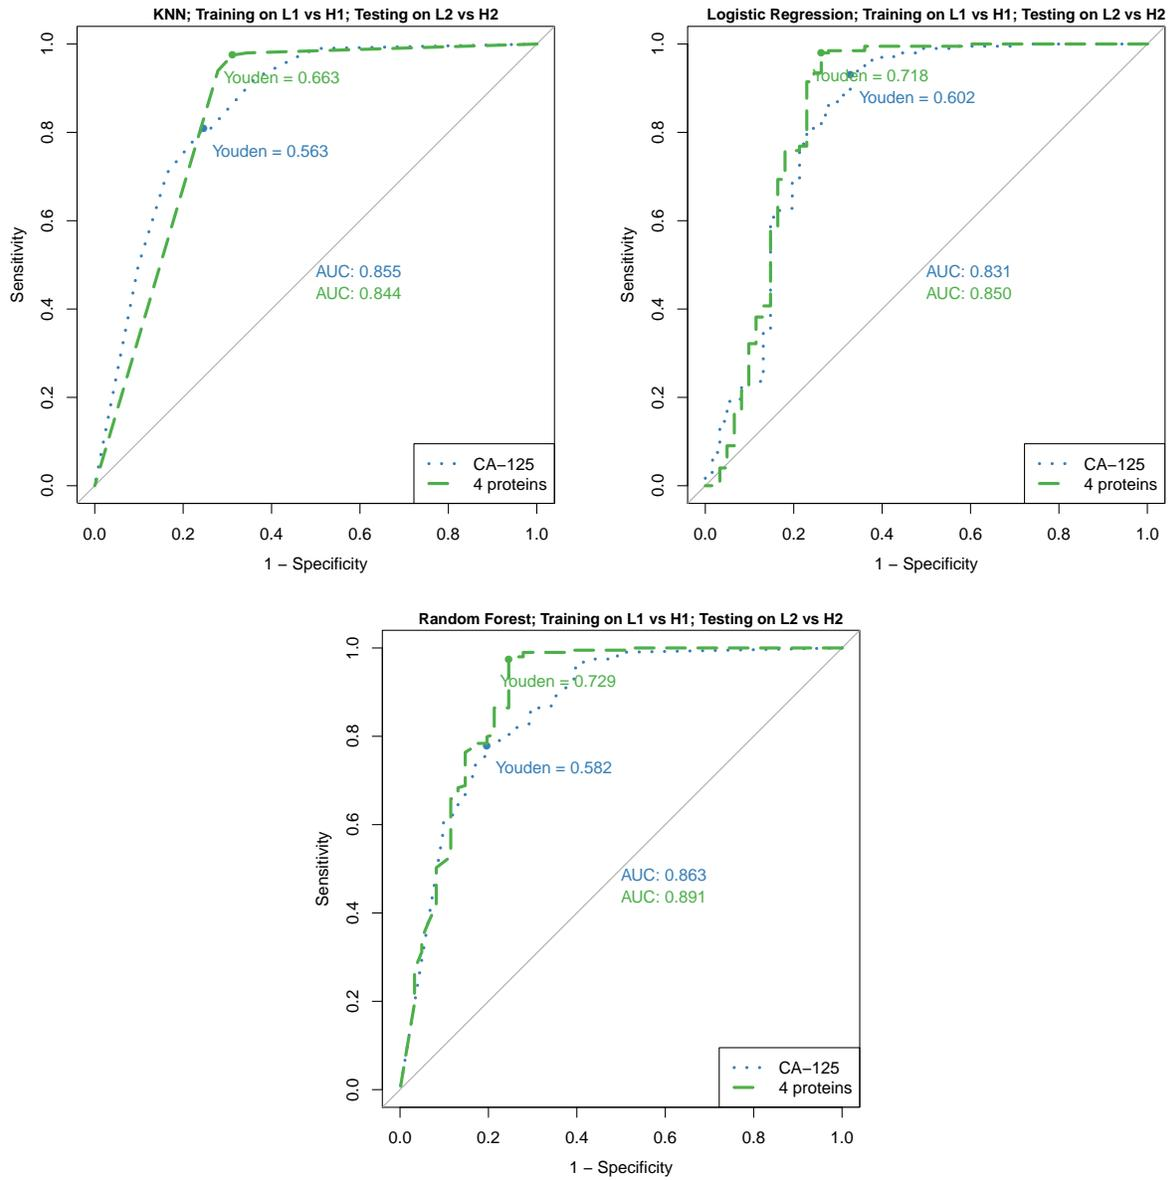 KNN; Training on L1 vs H1; Testing on L2 vs H2
1.0
0.8
0.6
0.4
0.2
0.0
Sensitivity
Youden = 0.663
Youden = 0.563
AUC: 0.855
AUC: 0.844
CA−125
4 proteins
0.0 0.2 0.4 0.6 0.8 1.0
1 − Specificity
Logistic Regression; Training on L1 vs H1; Testing on L2 vs H2
1.0
0.8
0.6
0.4
0.2
0.0
Sensitivity
Youden = 0.718
Youden = 0.602
AUC: 0.831
AUC: 0.850
CA−125
4 proteins
0.0 0.2 0.4 0.6 0.8 1.0
1 − Specificity
Random Forest; Training on L1 vs H1; Testing on L2 vs H2
1.0
0.8
0.6
0.4
0.2
0.0
Sensitivity
Youden = 0.729
Youden = 0.582
AUC: 0.863
AUC: 0.891
CA−125
4 proteins
0.0 0.2 0.4 0.6 0.8 1.0
1 − Specificity